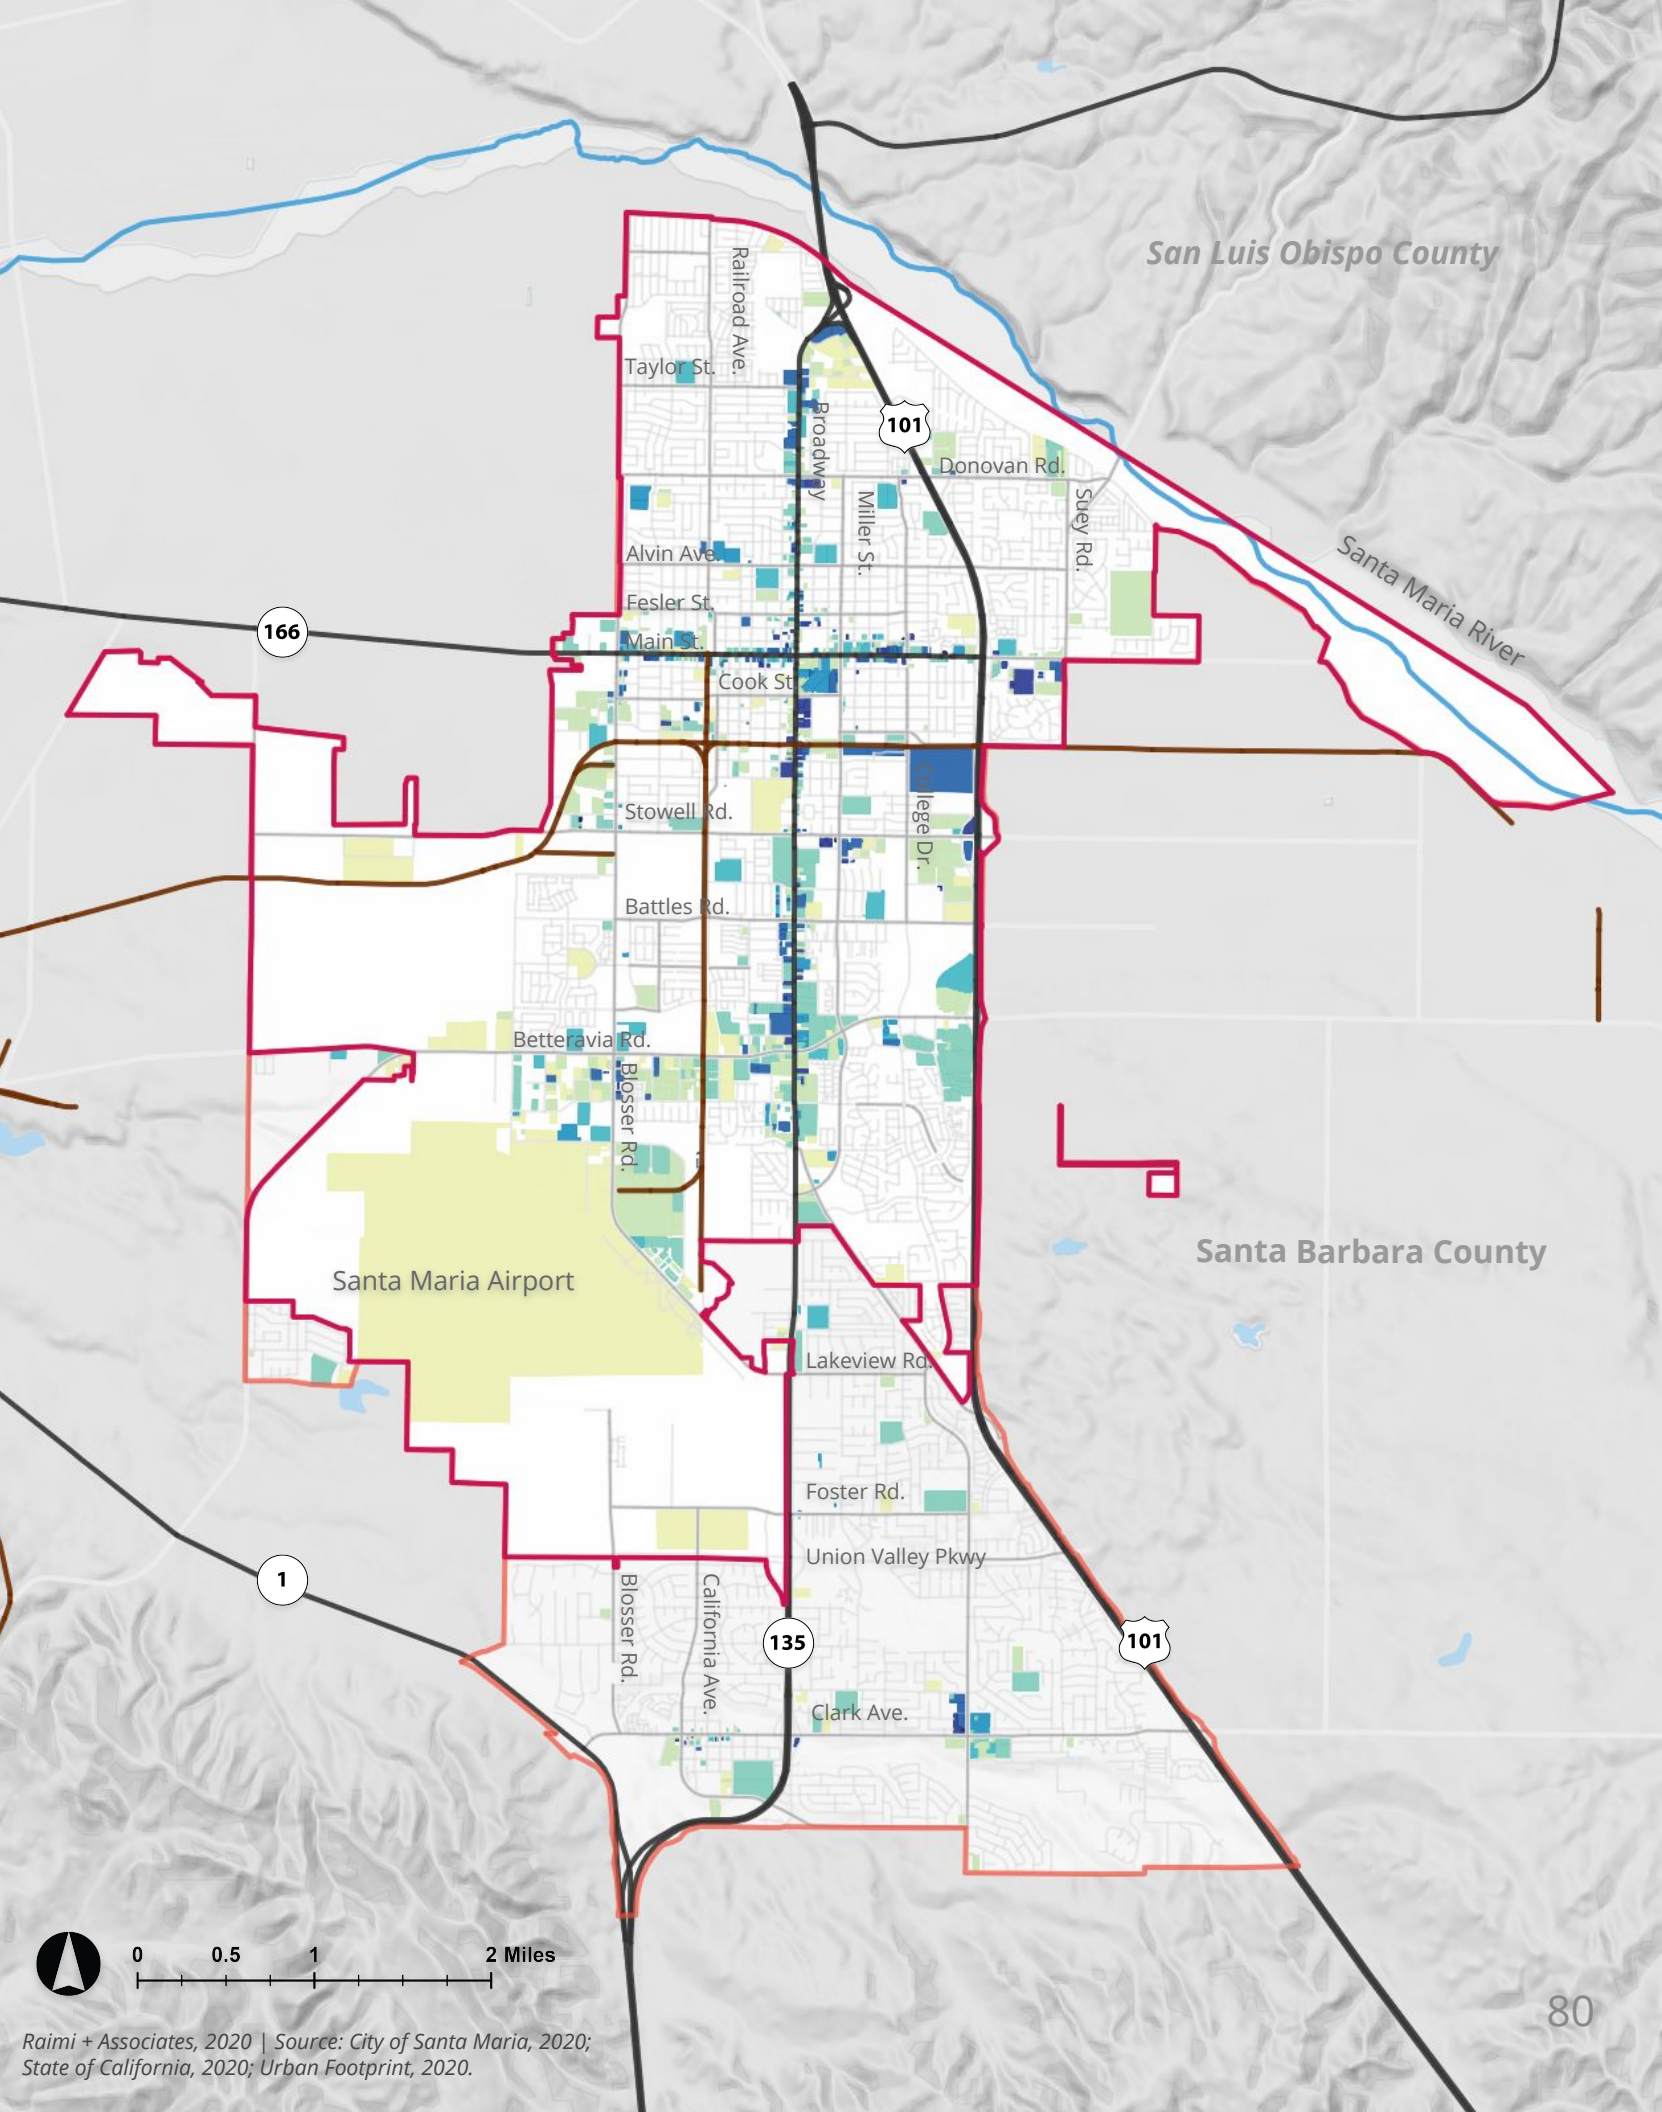 San Luis Obispo County
Railroad Ave.
Taylor St.
Broadway
101
Donovan Rd.
Suey Rd.
Miller St.
Alvin Ave.
Santa Maria River
Fesler St.
166
Main St.
Cook St
College Dr.
Stowell Rd.
Battles Rd.
Betteravia Rd.
Blosser Rd.
Santa Barbara County
Santa Maria Airport
Lakeview Rd.
Foster Rd.
Union Valley Pkwy
1
Blosser Rd.
California Ave.
135
101
Clark Ave.
0 0.5 1 2 Miles
80
Raimi + Associates, 2020 | Source: City of Santa Maria, 2020;
State of California, 2020; Urban Footprint, 2020.